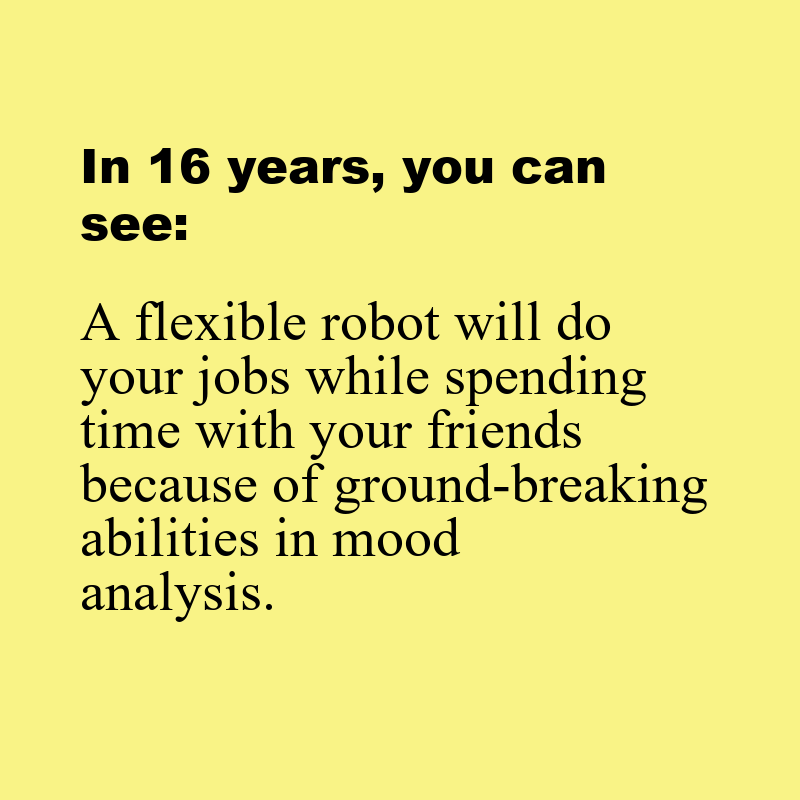 In 16 years, you can
see:
A flexible robot will do
your jobs while spending
time with your friends
because of ground-breaking
abilities in mood
analysis.